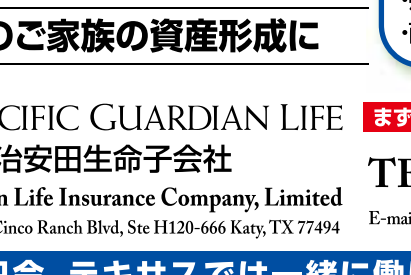 のご家族の資産形成に
CIFIC GUARDIAN LIFE
治安田生命子会社
まず
n Life Insurance Company, Limited
TE
Cinco Ranch Blvd, Ste H120-666 Katy, TX 77494
E-mai
テキサスでは一緒に働